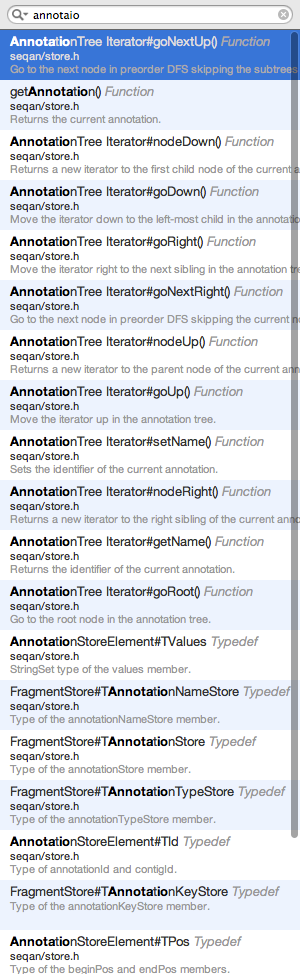 annotaio
AnnotationTree Iterator#goNextUp() Function
seqan/store.h
Go to the next node in preorder DFS skipping the subtrees
getAnnotation() Function
seqan/store.h
Returns the current annotation.
AnnotationTree Iterator#nodeDown() Function
seqan/store.h
Returns a new iterator to the first child node of the current a
AnnotationTree Iterator#goDown() Function
seqan/store.h
Move the iterator down to the left-most child in the annotatio
AnnotationTree Iterator#goRight() Function
seqan/store.h
Move the iterator right to the next sibling in the annotation tre
AnnotationTree Iterator#goNextRight() Function
seqan/store.h
Go to the next node in preorder DFS skipping the current n
AnnotationTree Iterator#nodeUp() Function
seqan/store.h
Returns a new iterator to the parent node of the current ann
AnnotationTree Iterator#goUp() Function
seqan/store.h
Move the iterator up in the annotation tree.
AnnotationTree Iterator#setName() Function
seqan/store.h
Sets the identifier of the current annotation.
AnnotationTree Iterator#nodeRight() Function
seqan/store.h
Returns a new iterator to the right sibling of the current anno
AnnotationTree Iterator#getName() Function
seqan/store.h
Returns the identifier of the current annotation.
AnnotationTree Iterator#goRoot() Function
seqan/store.h
Go to the root node in the annotation tree.
AnnotationStoreElement#TValues Typedef
seqan/store.h
StringSet type of the values member.
FragmentStore#TAnnotationNameStore Typedef
seqan/store.h
Type of the annotationNameStore member.
FragmentStore#TAnnotationStore Typedef
seqan/store.h
Type of the annotationStore member.
FragmentStore#TAnnotationTypeStore Typedef
seqan/store.h
Type of the annotationTypeStore member.
AnnotationStoreElement#TId Typedef
seqan/store.h
Type of annotationId and contigId.
FragmentStore#TAnnotationKeyStore Typedef
seqan/store.h
Type of the annotationKeyStore member.
AnnotationStoreElement#TPos Typedef
seqan/store.h
Type of the beginPos and endPos members.